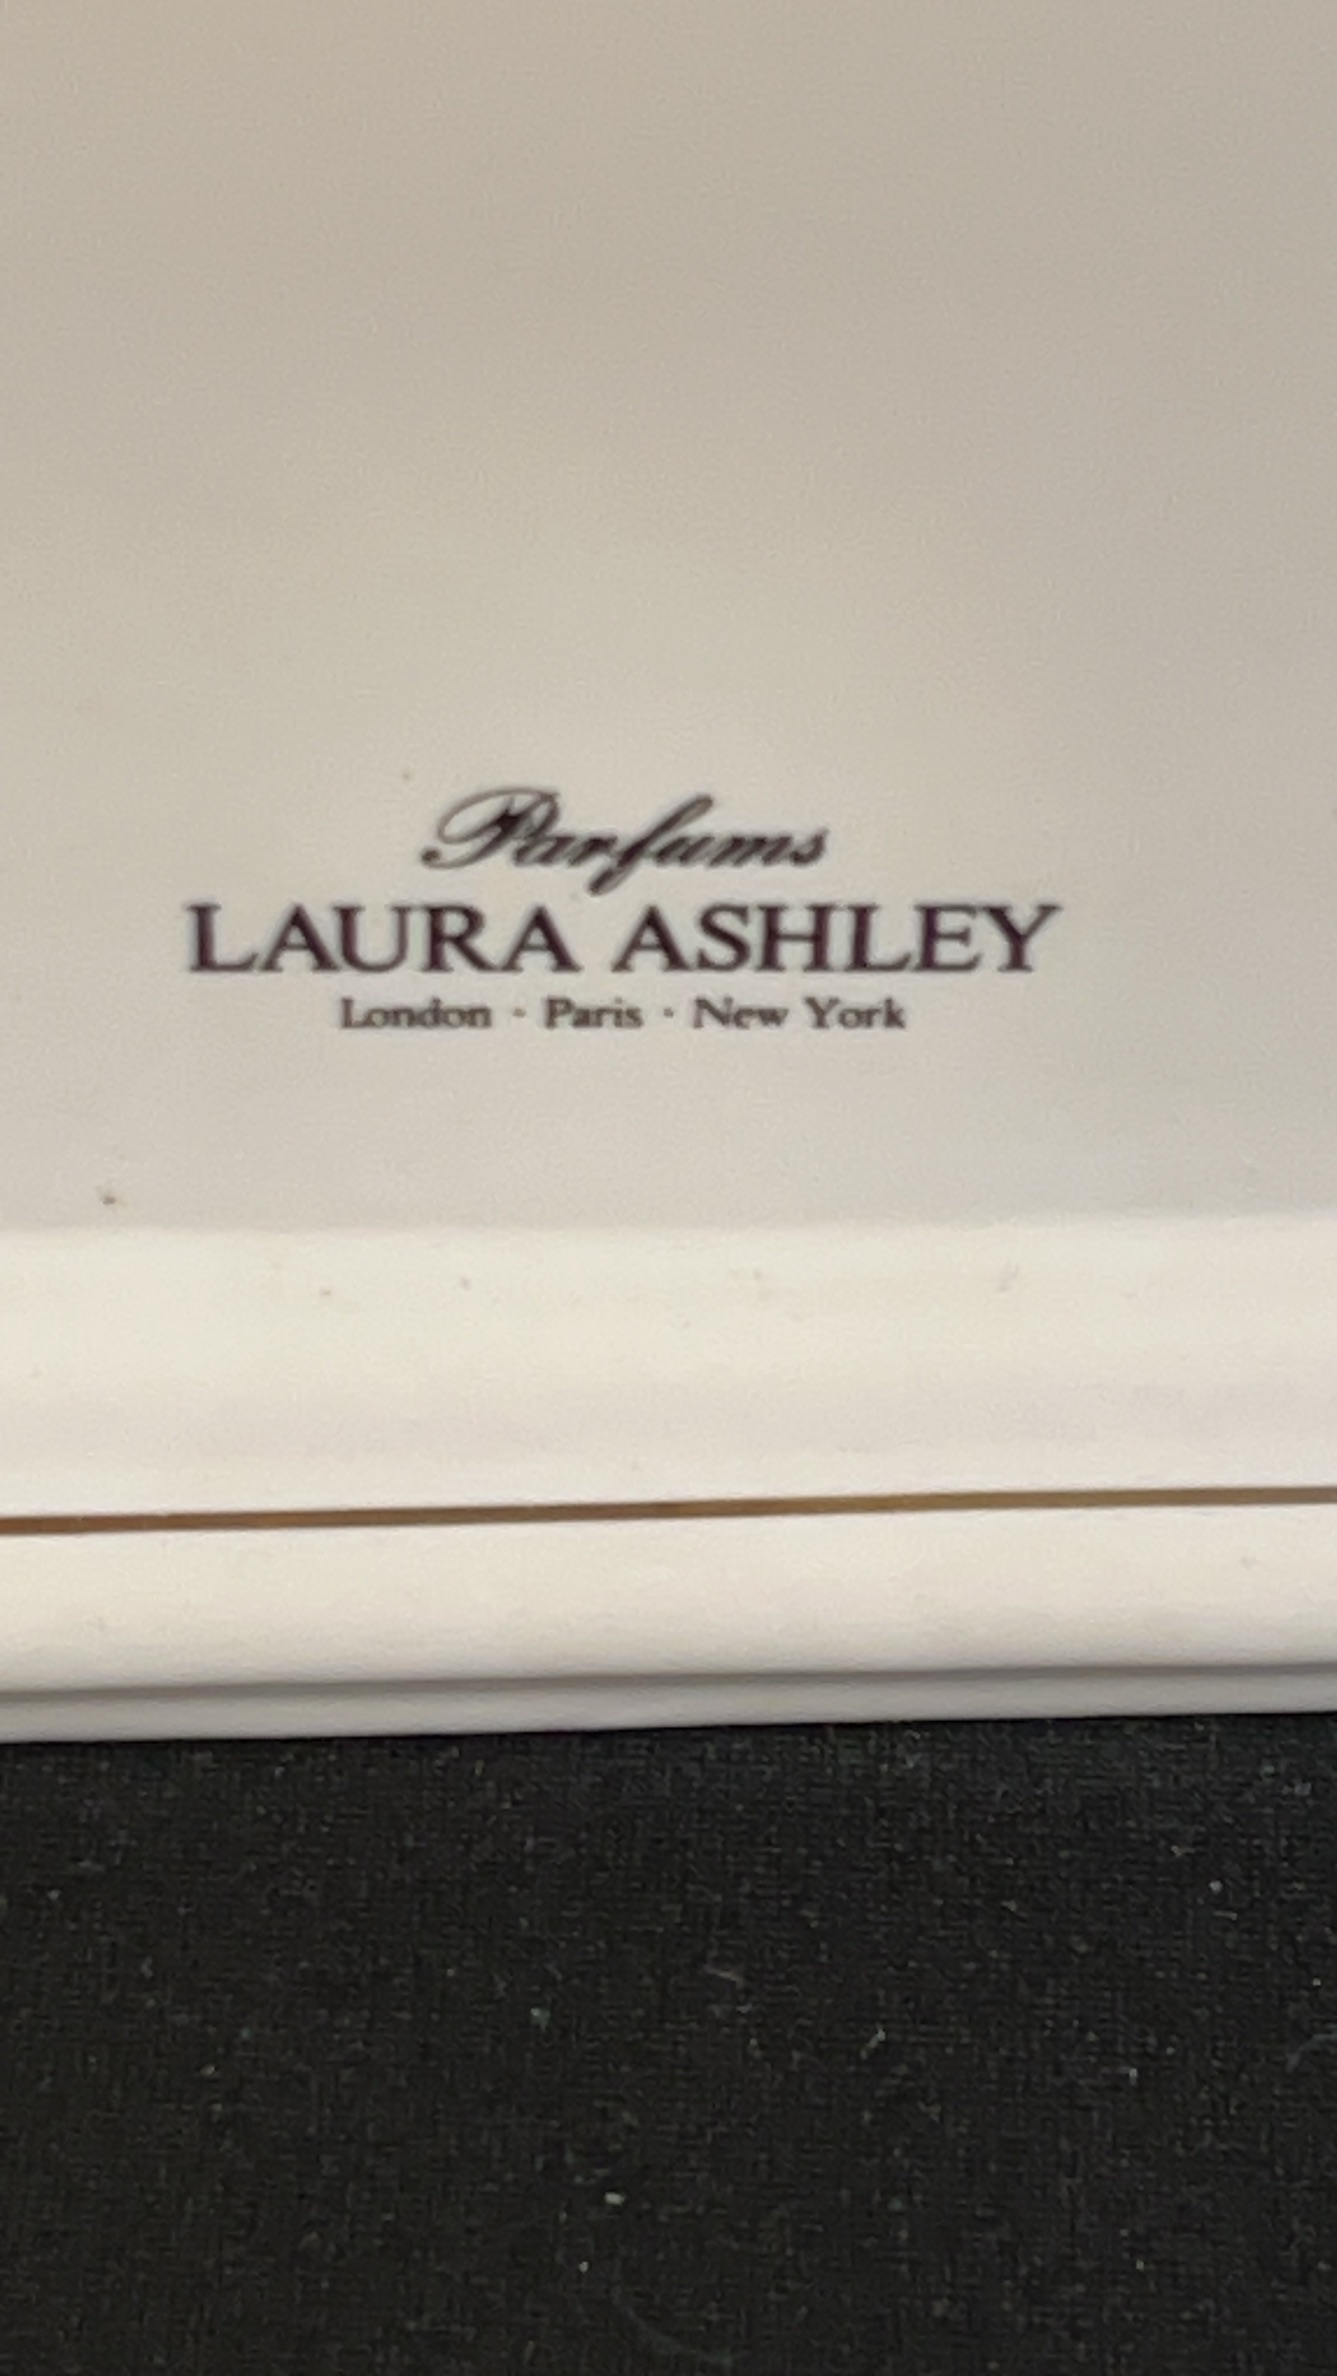 Parfums
LAURA ASHLEY
London · Paris · New York